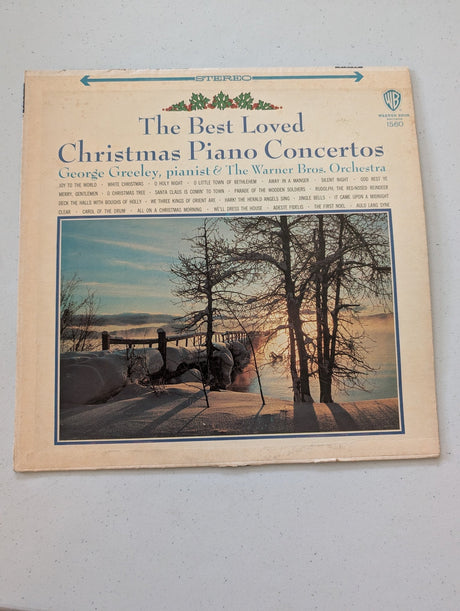 STEREO
WB
WARNER BROS
RECORDS
1560
The Best Loved
Christmas Piano Concertos
George Greeley, pianist & The Warner Bros. Orchestra
JOY TO THE WORLD · WHITE CHRISTMAS · O HOLY NIGHT · O LITTLE TOWN OF BETHLEHEM · AWAY IN A MANGER · SILENT NIGHT · GOD REST YE
MERRY, GENTLEMEN · O CHRISTMAS TREE · SANTA CLAUS IS COMIN' TO TOWN · PARADE OF THE WOODEN SOLDIERS · RUDOLPH, THE RED-NOSED REINDEER
DECK THE HALLS WITH BOUGHS OF HOLLY · WE THREE KINGS OF ORIENT ARE · HARK! THE HERALD ANGELS SING · JINGLE BELLS · IT CAME UPON A MIDNIGHT
CLEAR · CAROL OF THE DRUM · ALL ON A CHRISTMAS MORNING · WE'LL DRESS THE HOUSE · ADESTE FIDELIS · THE FIRST NOEL · AULD LANG SYNE